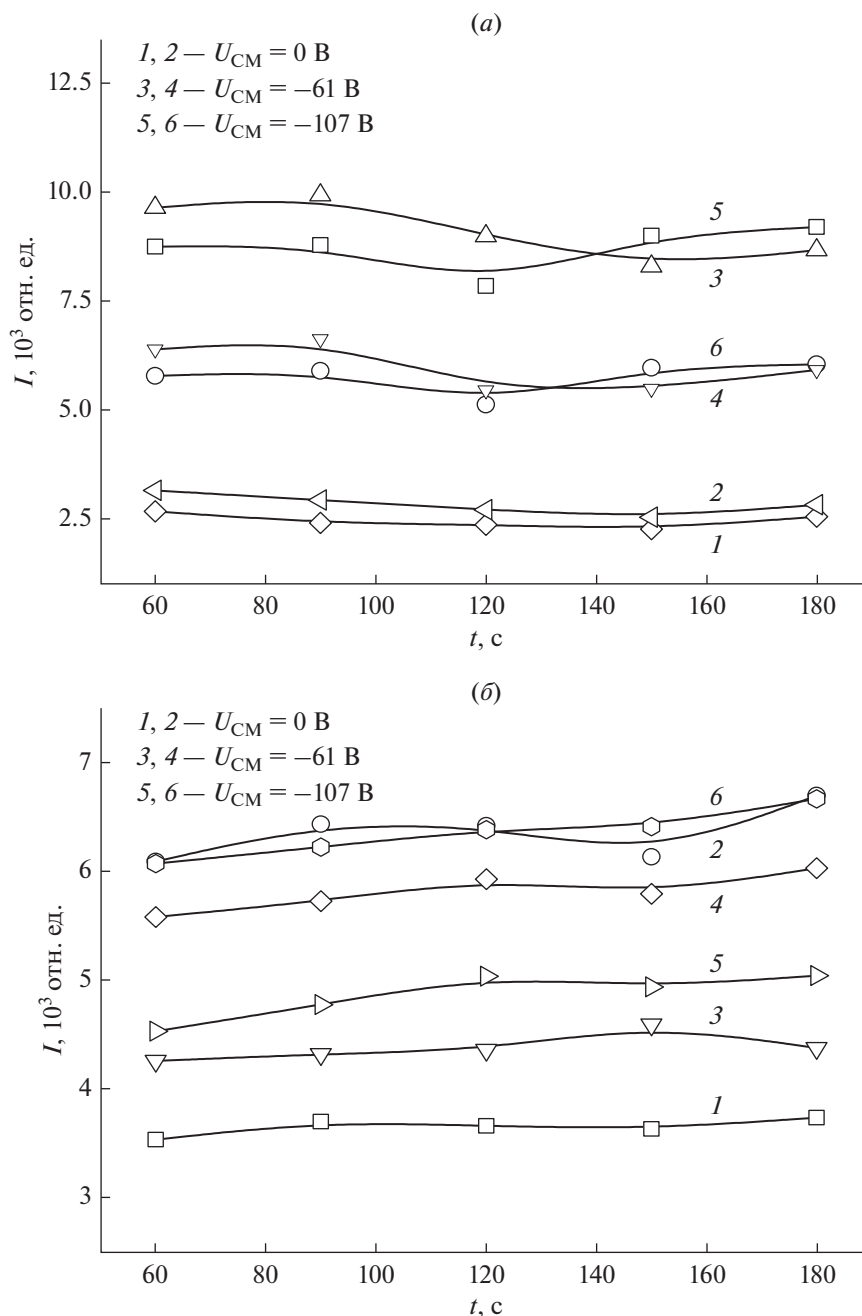 (а)
1, 2 — U_СМ = 0 В
3, 4 — U_СМ = −61 В
5, 6 — U_СМ = −107 В
12.5
10.0
7.5
5.0
2.5
I, 10³ отн. ед.
5
3
6
4
2
1
60 80 100 120 140 160 180
t, с
(б)
1, 2 — U_СМ = 0 В
3, 4 — U_СМ = −61 В
5, 6 — U_СМ = −107 В
7
6
5
4
3
I, 10³ отн. ед.
6
2
4
5
3
1
60 80 100 120 140 160 180
t, с